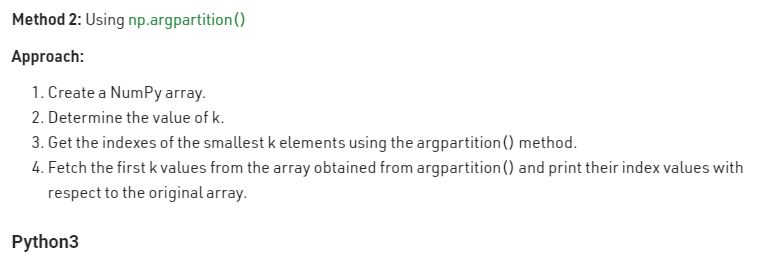 Method 2: Using np.argpartition()
Approach:
1. Create a NumPy array.
2. Determine the value of k.
3. Get the indexes of the smallest k elements using the argpartition() method.
4. Fetch the first k values from the array obtained from argpartition() and print their index values with
respect to the original array.
Python3